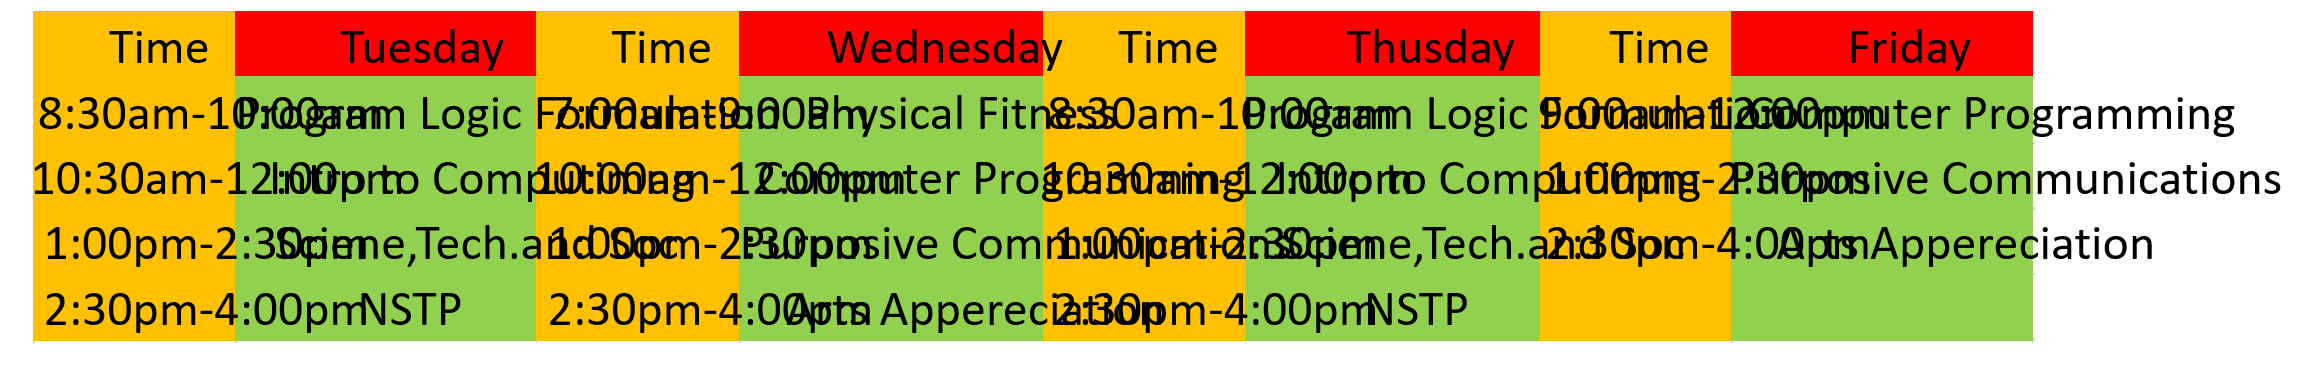 Time Tuesday Time Wednesday Time Thusday Time Friday
8:30am-10:00am Program Logic Formulation 7:00am-9:00am Physical Fitness 8:30am-10:00am Program Logic Formulation 9:00am-12:00pm Computer Programming
10:30am-12:00pm Intro to Computing 10:00am-12:00pm Computer Programming 10:30am-12:00pm Intro to Computing 1:00pm-2:30pm Purposive Communications
1:00pm-2:30pm Sciene,Tech.and Soc 1:00pm-2:30pm Purposive Communications 1:00pm-2:30pm Sciene,Tech.and Soc 2:30pm-4:00pm Arts Appereciation
2:30pm-4:00pm NSTP 2:30pm-4:00pm Arts Appereciation 2:30pm-4:00pm NSTP